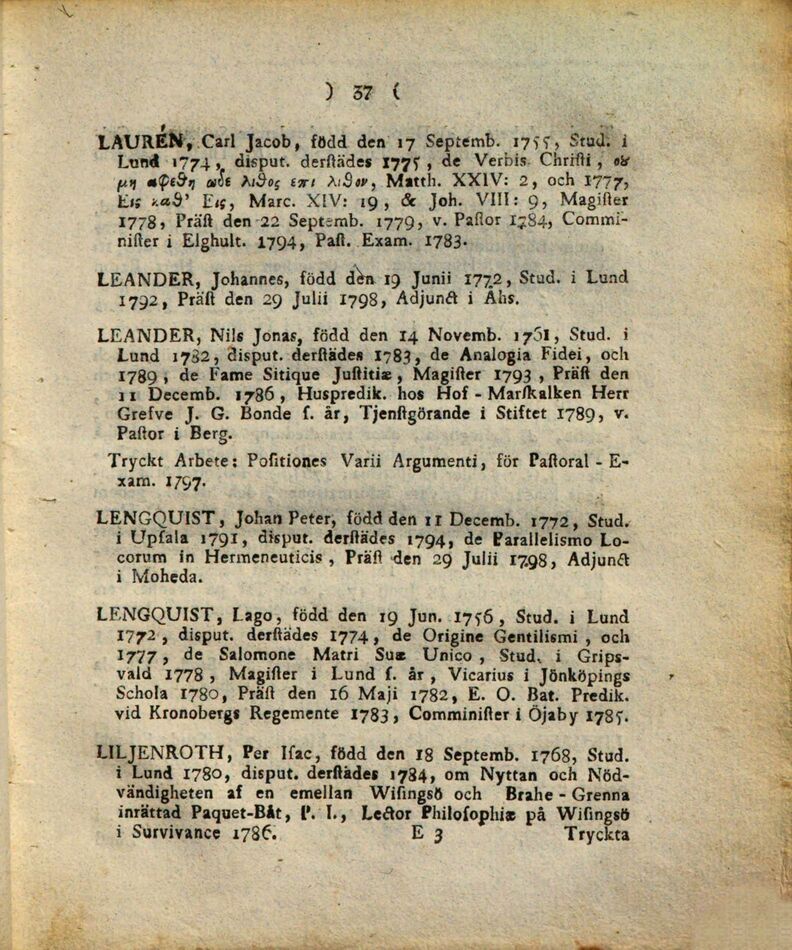 ) 37 (
LAURÉN, Carl Jacob, född den 17 Septemb. 1755, Stud. i
Lund 1774, disput. derſtädes 1775, de Verbis Chriſti, ου
μη αφεθη ωδε λιθος επι λιθον, Matth. XXIV: 2, och 1777,
Εις καθ' Εις, Marc. XIV: 19, & Joh. VIII: 9, Magiſter
1778, Präſt den 22 Septemb. 1779, v. Paſtor 1784, Commi-
niſter i Elghult. 1794, Paſt. Exam. 1783.
LEANDER, Johannes, född den 19 Junii 1772, Stud. i Lund
1792, Präſt den 29 Julii 1798, Adjunct i Ahs.
LEANDER, Nils Jonas, född den 14 Novemb. 1761, Stud. i
Lund 1782, disput. derſtädes 1783, de Analogia Fidei, och
1789, de Fame Sitique Juſtitiæ, Magiſter 1793, Präſt den
11 Decemb. 1786, Huspredik. hos Hof-Marſkalken Herr
Grefve J. G. Bonde ſ. år, Tjenſtgörande i Stiftet 1789, v.
Paſtor i Berg.
Tryckt Arbete: Poſitiones Varii Argumenti, för Paſtoral-E-
xam. 1797.
LENGQUIST, Johan Peter, född den 11 Decemb. 1772, Stud.
i Upſala 1791, disput. derſtädes 1794, de Parallelismo Lo-
corum in Hermeneuticis, Präſt den 29 Julii 1798, Adjunct
i Moheda.
LENGQUIST, Lago, född den 19 Jun. 1756, Stud. i Lund
1772, disput. derſtädes 1774, de Origine Gentilismi, och
1777, de Salomone Matri Suæ Unico, Stud. i Grips-
vald 1778, Magiſter i Lund ſ. år, Vicarius i Jönköpings
Schola 1780, Präſt den 16 Maji 1782, E. O. Bat. Predik.
vid Kronobergs Regemente 1783, Comminiſter i Öjaby 1785.
LILJENROTH, Per Iſac, född den 18 Septemb. 1768, Stud.
i Lund 1780, disput. derſtädes 1784, om Nyttan och Nöd-
vändigheten af en emellan Wiſingsö och Brahe-Grenna
inrättad Paquet-Båt, P. I., Lector Philoſophiæ på Wiſingsö
i Survivance 1786. E 3 Tryckta